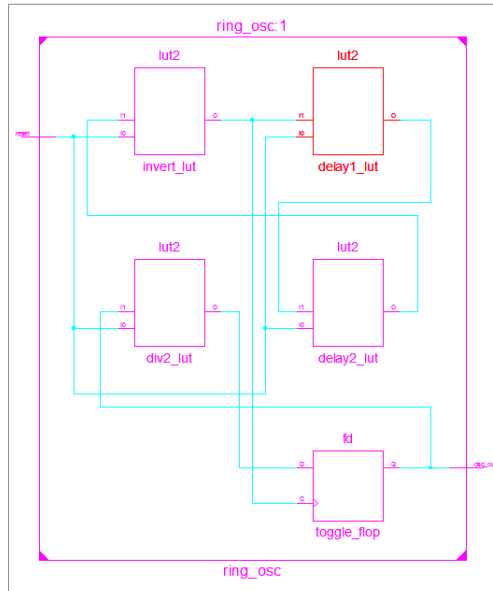 ring_osc:1
lut2
lut2
I1
O
I1
O
reset
I0
I0
invert_lut
delay1_lut
lut2
lut2
I1
O
I1
O
I0
I0
div2_lut
delay2_lut
fd
D
Q
osc_ou
C
toggle_flop
ring_osc